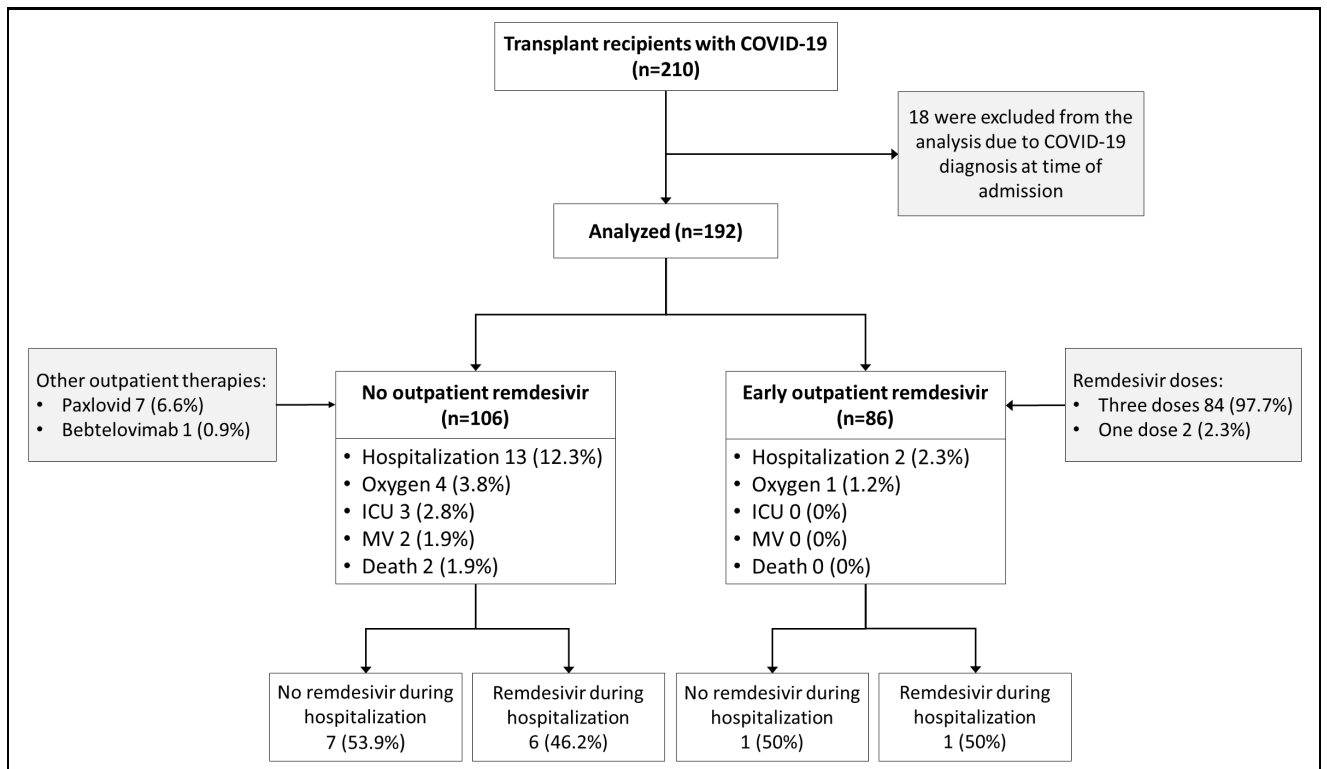 Transplant recipients with COVID-19
(n=210)
18 were excluded from the
analysis due to COVID-19
diagnosis at time of
admission
Analyzed (n=192)
Other outpatient therapies:
• Paxlovid 7 (6.6%)
• Bebtelovimab 1 (0.9%)
No outpatient remdesivir
(n=106)
• Hospitalization 13 (12.3%)
• Oxygen 4 (3.8%)
• ICU 3 (2.8%)
• MV 2 (1.9%)
• Death 2 (1.9%)
Early outpatient remdesivir
(n=86)
• Hospitalization 2 (2.3%)
• Oxygen 1 (1.2%)
• ICU 0 (0%)
• MV 0 (0%)
• Death 0 (0%)
Remdesivir doses:
• Three doses 84 (97.7%)
• One dose 2 (2.3%)
No remdesivir during
hospitalization
7 (53.9%)
Remdesivir during
hospitalization
6 (46.2%)
No remdesivir during
hospitalization
1 (50%)
Remdesivir during
hospitalization
1 (50%)